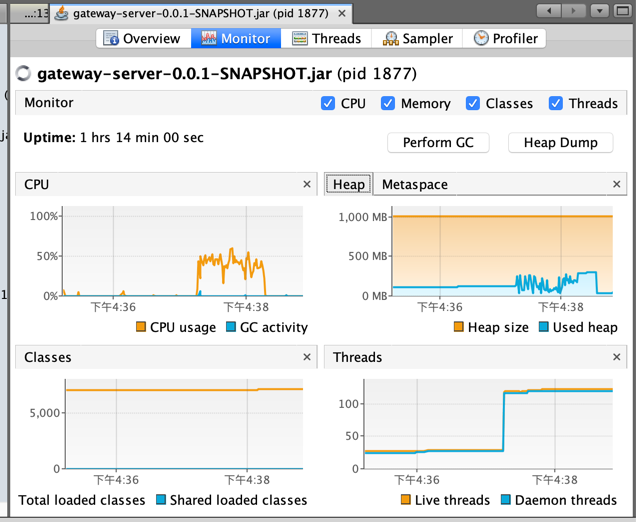 ...:13 gateway-server-0.0.1-SNAPSHOT.jar (pid 1877) ×
Overview Monitor Threads Sampler Profiler
gateway-server-0.0.1-SNAPSHOT.jar (pid 1877)
Monitor CPU Memory Classes Threads
Uptime: 1 hrs 14 min 00 sec Perform GC Heap Dump
CPU ×
100%
50%
0%
下午4:36 下午4:38
CPU usage GC activity
Heap Metaspace ×
1,000 MB
500 MB
0 MB
下午4:36 下午4:38
Heap size Used heap
Classes ×
5,000
0
下午4:36 下午4:38
Total loaded classes Shared loaded classes
Threads ×
100
50
0
下午4:36 下午4:38
Live threads Daemon threads